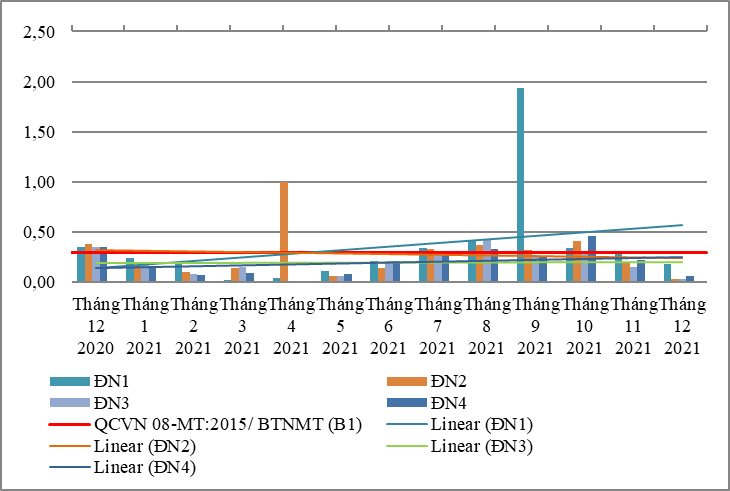 2,50
2,00
1,50
1,00
0,50
0,00
Tháng Tháng Tháng Tháng Tháng Tháng Tháng Tháng Tháng Tháng Tháng Tháng Tháng
12 1 2 3 4 5 6 7 8 9 10 11 12
2020 2021 2021 2021 2021 2021 2021 2021 2021 2021 2021 2021 2021
ĐN1 ĐN2
ĐN3 ĐN4
QCVN 08-MT:2015/ BTNMT (B1) Linear (ĐN1)
Linear (ĐN2) Linear (ĐN3)
Linear (ĐN4)